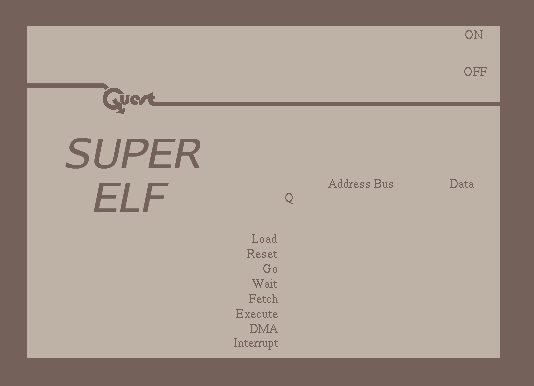 ON
OFF
Quest
SUPER
ELF
Address Bus
Data
Q
Load
Reset
Go
Wait
Fetch
Execute
DMA
Interrupt